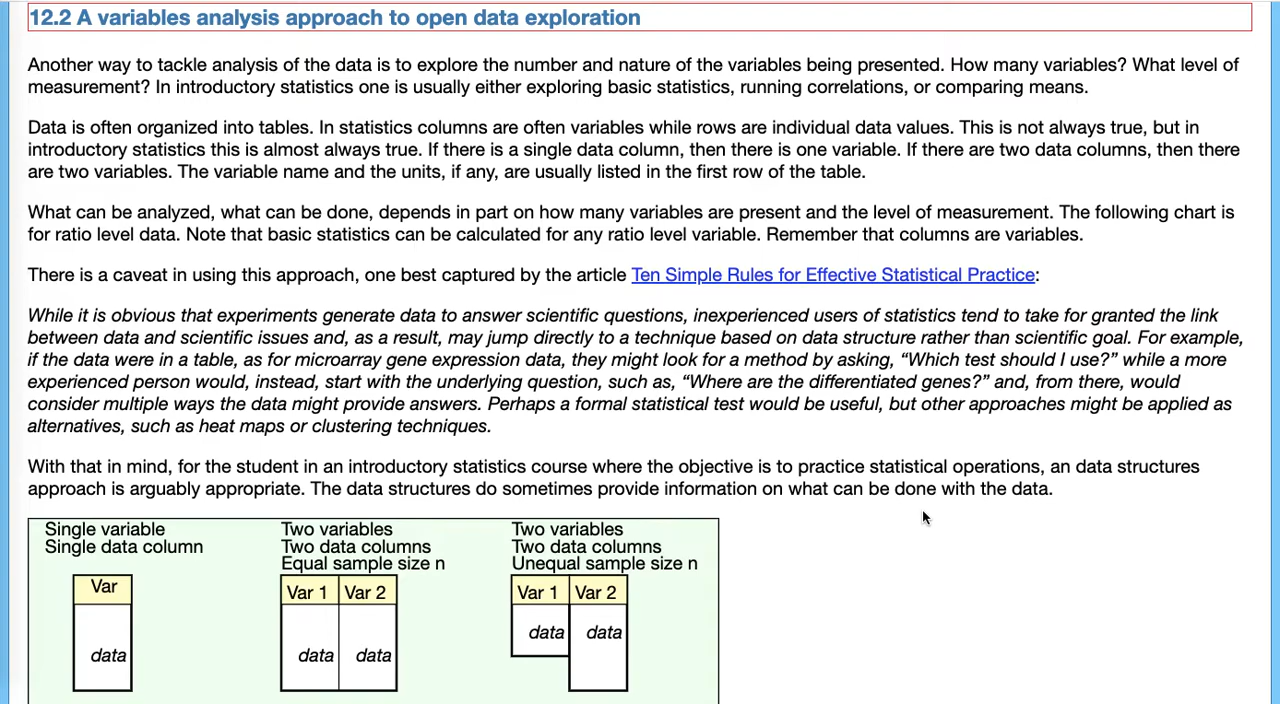 12.2 A variables analysis approach to open data exploration
Another way to tackle analysis of the data is to explore the number and nature of the variables being presented. How many variables? What level of
measurement? In introductory statistics one is usually either exploring basic statistics, running correlations, or comparing means.
Data is often organized into tables. In statistics columns are often variables while rows are individual data values. This is not always true, but in
introductory statistics this is almost always true. If there is a single data column, then there is one variable. If there are two data columns, then there
are two variables. The variable name and the units, if any, are usually listed in the first row of the table.
What can be analyzed, what can be done, depends in part on how many variables are present and the level of measurement. The following chart is
for ratio level data. Note that basic statistics can be calculated for any ratio level variable. Remember that columns are variables.
There is a caveat in using this approach, one best captured by the article Ten Simple Rules for Effective Statistical Practice:
While it is obvious that experiments generate data to answer scientific questions, inexperienced users of statistics tend to take for granted the link
between data and scientific issues and, as a result, may jump directly to a technique based on data structure rather than scientific goal. For example,
if the data were in a table, as for microarray gene expression data, they might look for a method by asking, “Which test should I use?” while a more
experienced person would, instead, start with the underlying question, such as, “Where are the differentiated genes?” and, from there, would
consider multiple ways the data might provide answers. Perhaps a formal statistical test would be useful, but other approaches might be applied as
alternatives, such as heat maps or clustering techniques.
With that in mind, for the student in an introductory statistics course where the objective is to practice statistical operations, an data structures
approach is arguably appropriate. The data structures do sometimes provide information on what can be done with the data.
Single variable
Single data column
Var
data
Two variables
Two data columns
Equal sample size n
Var 1 Var 2
data data
Two variables
Two data columns
Unequal sample size n
Var 1 Var 2
data data